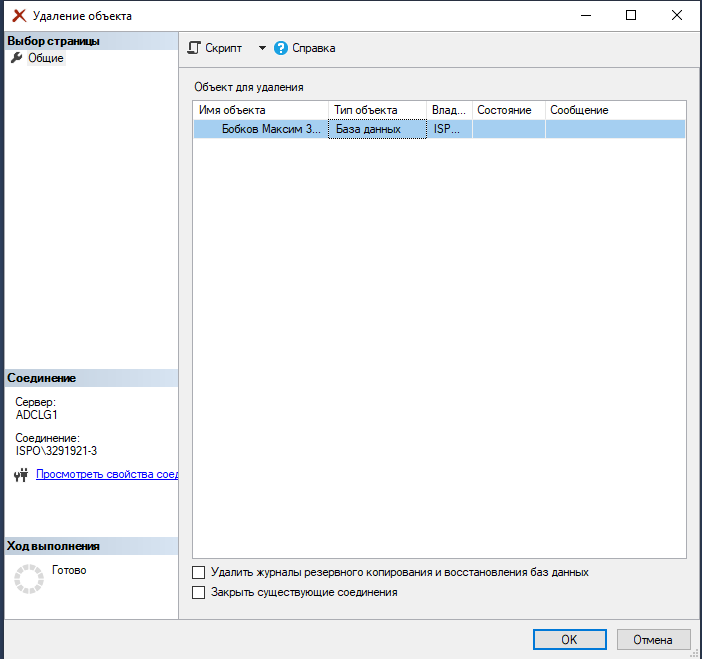 Удаление объекта
Выбор страницы
Общие
Скрипт
Справка
Объект для удаления
Имя объекта Тип объекта Влад... Состояние Сообщение
Бобков Максим 3... База данных ISP...
Соединение
Сервер:
ADCLG1
Соединение:
ISPO\3291921-3
Просмотреть свойства соед
Ход выполнения
Готово
Удалить журналы резервного копирования и восстановления баз данных
Закрыть существующие соединения
OK
Отмена